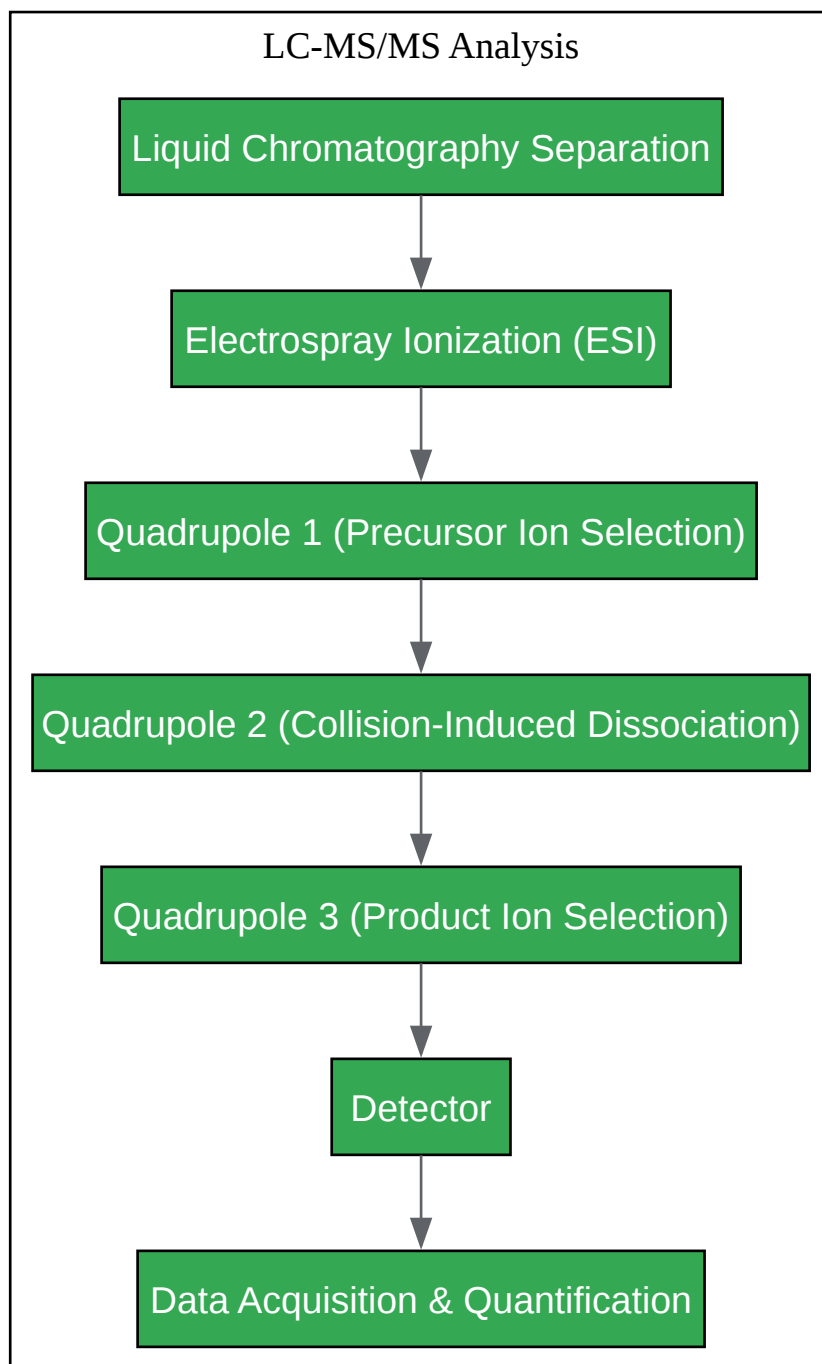 LC-MS/MS Analysis
Liquid Chromatography Separation
Electrospray Ionization (ESI)
Quadrupole 1 (Precursor Ion Selection)
Quadrupole 2 (Collision-Induced Dissociation)
Quadrupole 3 (Product Ion Selection)
Detector
Data Acquisition & Quantification